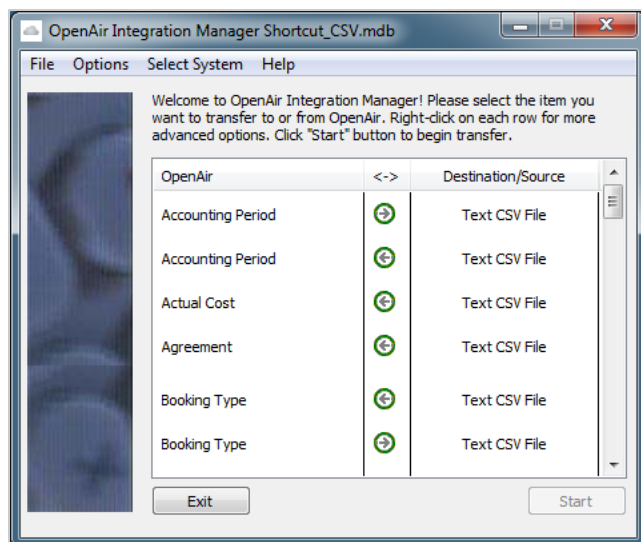 OpenAir Integration Manager Shortcut_CSV.mdb
File Options Select System Help
Welcome to OpenAir Integration Manager! Please select the item you
want to transfer to or from OpenAir. Right-click on each row for more
advanced options. Click "Start" button to begin transfer.
OpenAir <-> Destination/Source
Accounting Period Text CSV File
Accounting Period Text CSV File
Actual Cost Text CSV File
Agreement Text CSV File
Booking Type Text CSV File
Booking Type Text CSV File
Exit Start